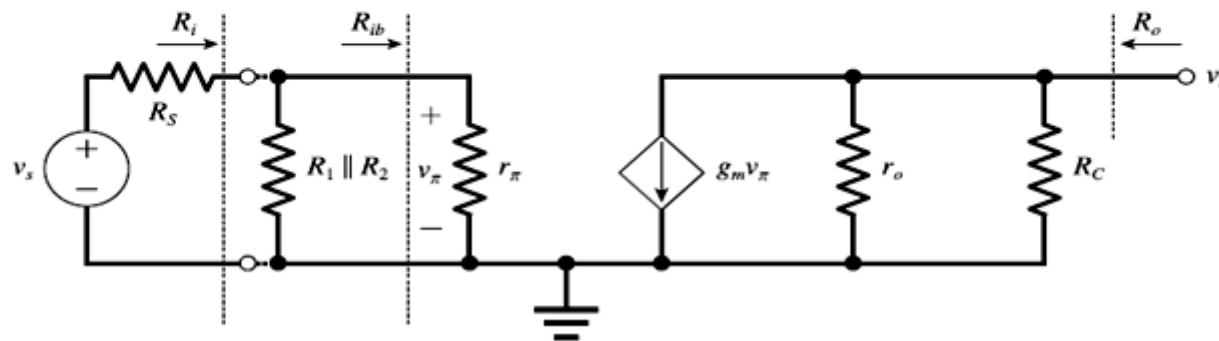 R_i R_ib R_o
R_S
v_s + −
R_1 || R_2
+ v_π −
r_π
g_m v_π
r_o
R_C
v